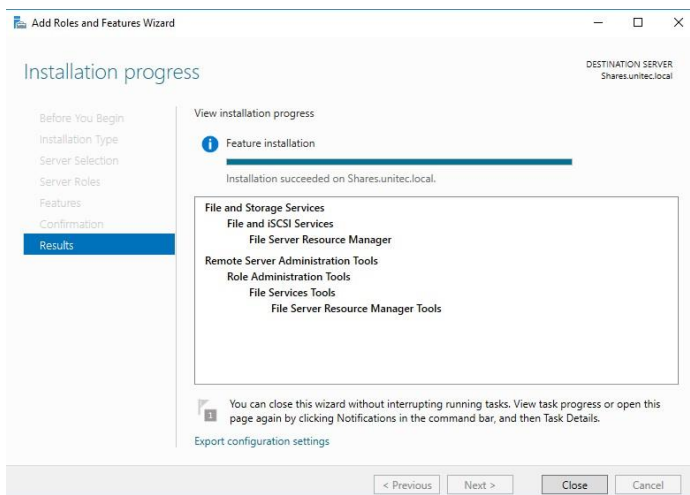 Add Roles and Features Wizard
Installation progress
DESTINATION SERVER
Shares.unitec.local
Before You Begin
Installation Type
Server Selection
Server Roles
Features
Confirmation
Results
View installation progress
Feature installation
Installation succeeded on Shares.unitec.local.
File and Storage Services
File and iSCSI Services
File Server Resource Manager
Remote Server Administration Tools
Role Administration Tools
File Services Tools
File Server Resource Manager Tools
1
You can close this wizard without interrupting running tasks. View task progress or open this
page again by clicking Notifications in the command bar, and then Task Details.
Export configuration settings
< Previous
Next >
Close
Cancel